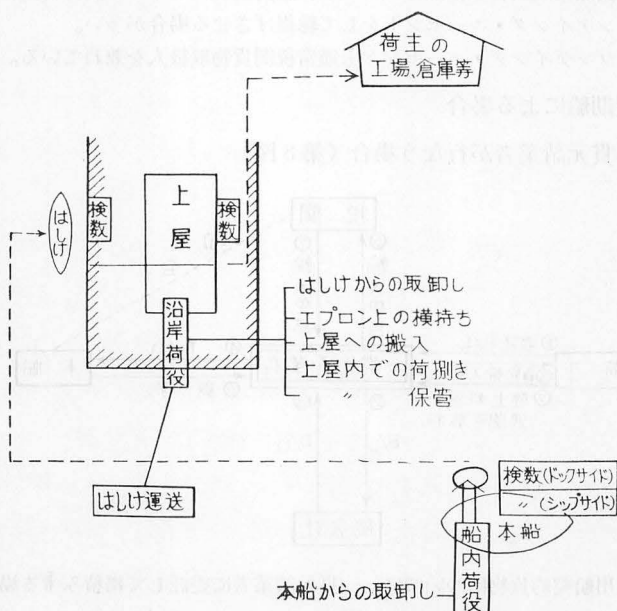 荷主の
工場、倉庫等
はしけ
検数
上屋
検数
沿岸荷役
はしけからの取卸し
エプロン上の横持ち
上屋への搬入
上屋内での荷捌き
〃 保管
はしけ運送
検数(ドックサイド)
〃 (シップサイド)
本船
船内荷役
本船からの取卸し